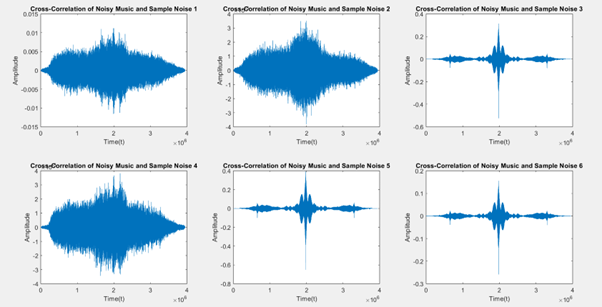 Cross-Correlation of Noisy Music and Sample Noise 1
0.015
0.01
0.005
0
-0.005
-0.01
-0.015
Amplitude
0 1 2 3 4
Time(t)
×10⁶
Cross-Correlation of Noisy Music and Sample Noise 2
4
3
2
1
0
-1
-2
-3
-4
Amplitude
0 1 2 3 4
Time(t)
×10⁶
Cross-Correlation of Noisy Music and Sample Noise 3
0.4
0.2
0
-0.2
-0.4
-0.6
Amplitude
0 1 2 3 4
Time(t)
×10⁶
Cross-Correlation of Noisy Music and Sample Noise 4
4
3
2
1
0
-1
-2
-3
-4
Amplitude
0 1 2 3 4
Time(t)
×10⁶
Cross-Correlation of Noisy Music and Sample Noise 5
0.4
0.2
0
-0.2
-0.4
-0.6
-0.8
Amplitude
0 1 2 3 4
Time(t)
×10⁶
Cross-Correlation of Noisy Music and Sample Noise 6
0.2
0.1
0
-0.1
-0.2
-0.3
Amplitude
0 1 2 3 4
Time(t)
×10⁶